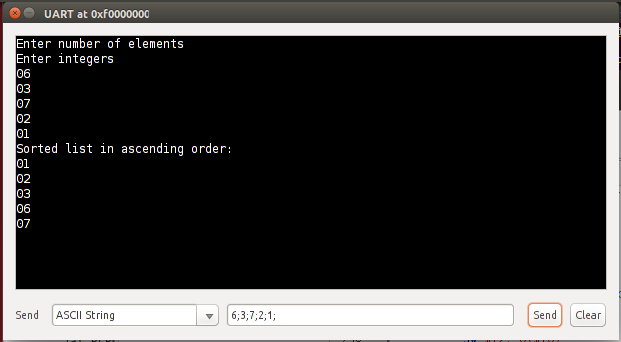 UART at 0xf0000000
Enter number of elements
Enter integers
06
03
07
02
01
Sorted list in ascending order:
01
02
03
06
07
Send ASCII String 6;3;7;2;1; Send Clear